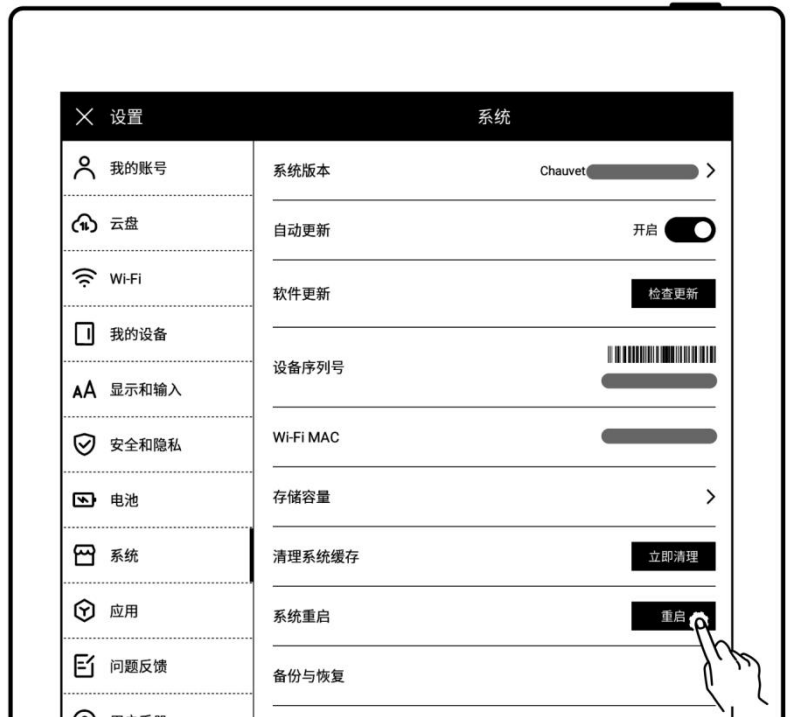 设置
系统
我的账号
云盘
Wi-Fi
我的设备
AA 显示和输入
安全和隐私
电池
系统
应用
问题反馈
系统版本 Chauvet
自动更新 开启
软件更新 检查更新
设备序列号
Wi-Fi MAC
存储容量
清理系统缓存 立即清理
系统重启 重启
备份与恢复